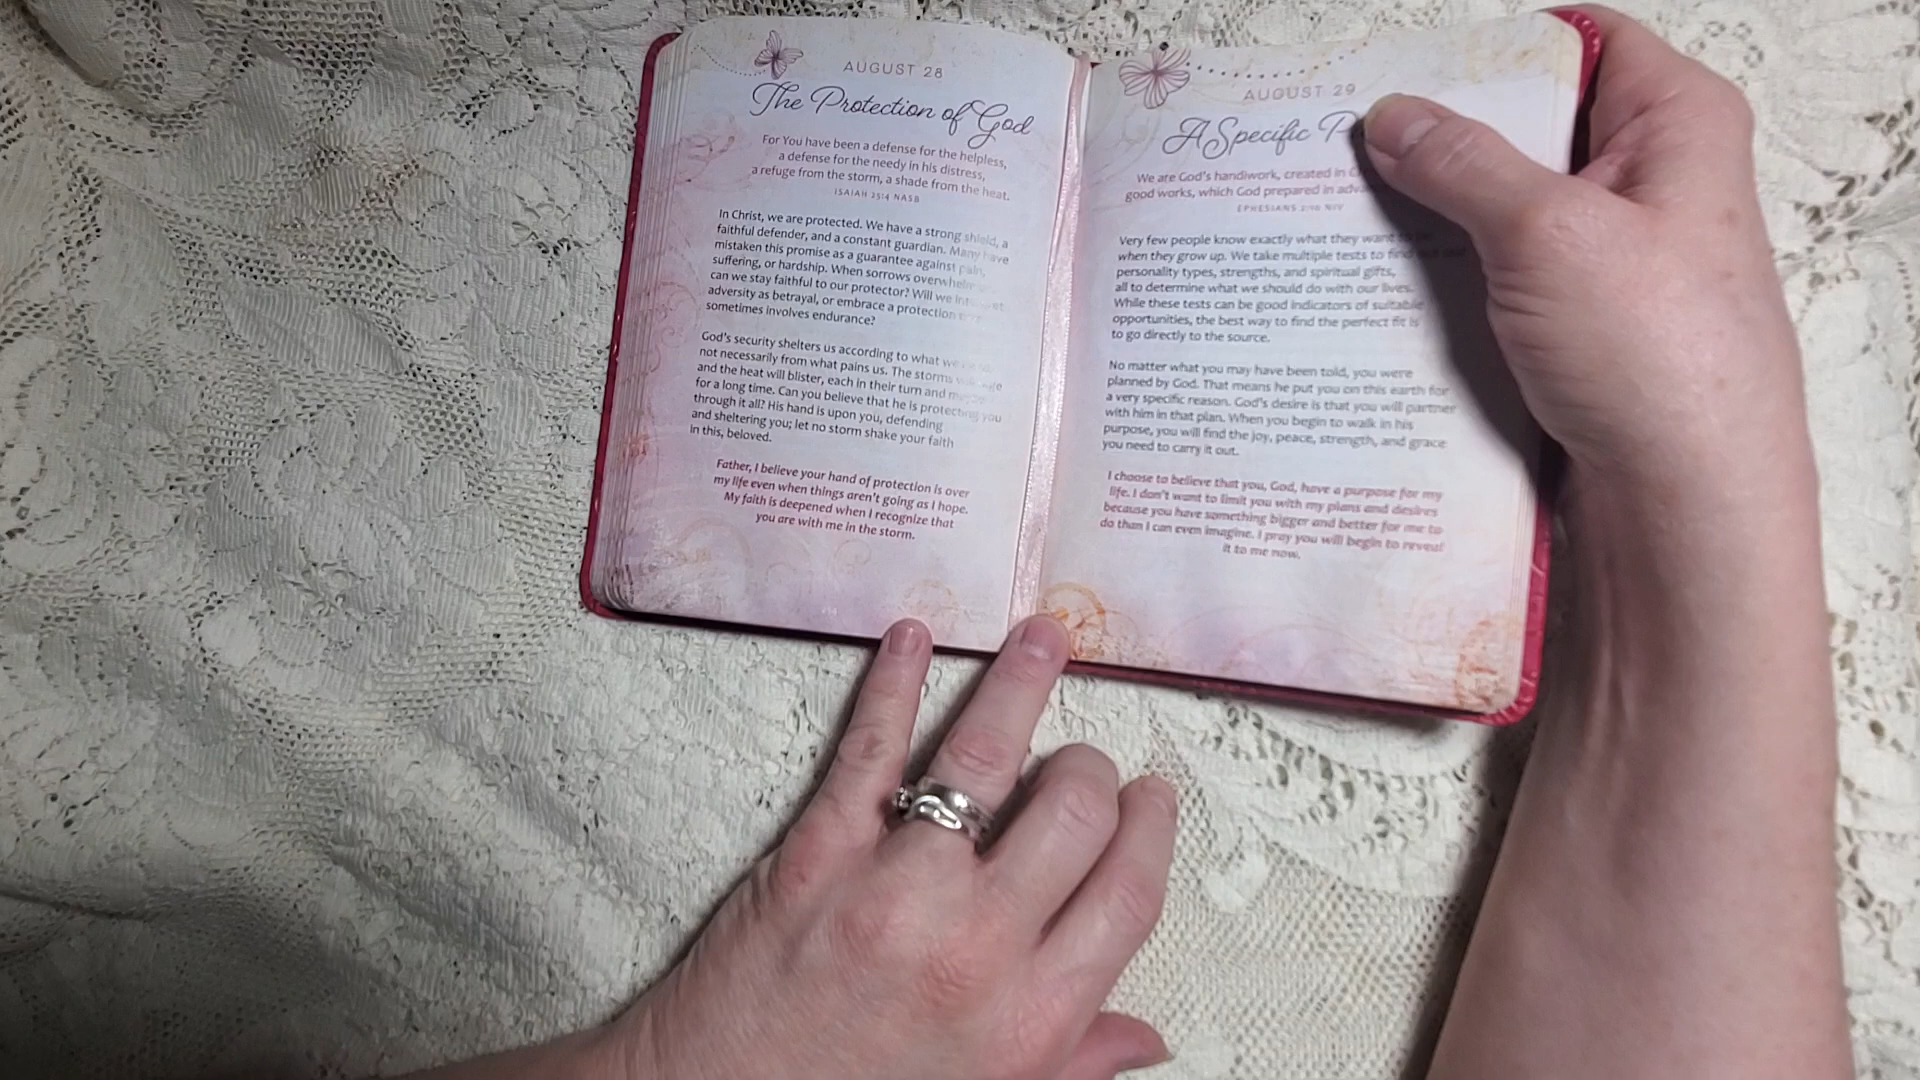 AUGUST 28
The Protection of God
For You have been a defense for the helpless,
a defense for the needy in his distress,
a refuge from the storm, a shade from the heat.
ISAIAH 25:4 NASB
In Christ, we are protected. We have a strong shield, a
faithful defender, and a constant guardian. Many have
mistaken this promise as a guarantee against pain,
suffering, or hardship. When sorrows overwhelm
can we stay faithful to our protector? Will we
adversity as betrayal, or embrace a protection
sometimes involves endurance?
God's security shelters us according to what we
not necessarily from what pains us. The storms
and the heat will blister, each in their turn and
for a long time. Can you believe that he is protecting you
through it all? His hand is upon you, defending
and sheltering you; let no storm shake your faith
in this, beloved.
Father, I believe your hand of protection is over
my life even when things aren't going as I hope.
My faith is deepened when I recognize that
you are with me in the storm.
AUGUST 29
A Specific
We are God's handiwork, created in
good works, which God prepared in
EPHESIANS 2:10 NIV
Very few people know exactly what they want
when they grow up. We take multiple tests to find
personality types, strengths, and spiritual gifts,
all to determine what we should do with our lives.
While these tests can be good indicators of suitable
opportunities, the best way to find the perfect fit is
to go directly to the source.
No matter what you may have been told, you were
planned by God. That means he put you on this earth for
a very specific reason. God's desire is that you will partner
with him in that plan. When you begin to walk in his
purpose, you will find the joy, peace, strength, and grace
you need to carry it out.
I choose to believe that you, God, have a purpose for my
life. I don't want to limit you with my plans and desires
because you have something bigger and better for me to
do than I can even imagine. I pray you will begin to reveal
it to me now.